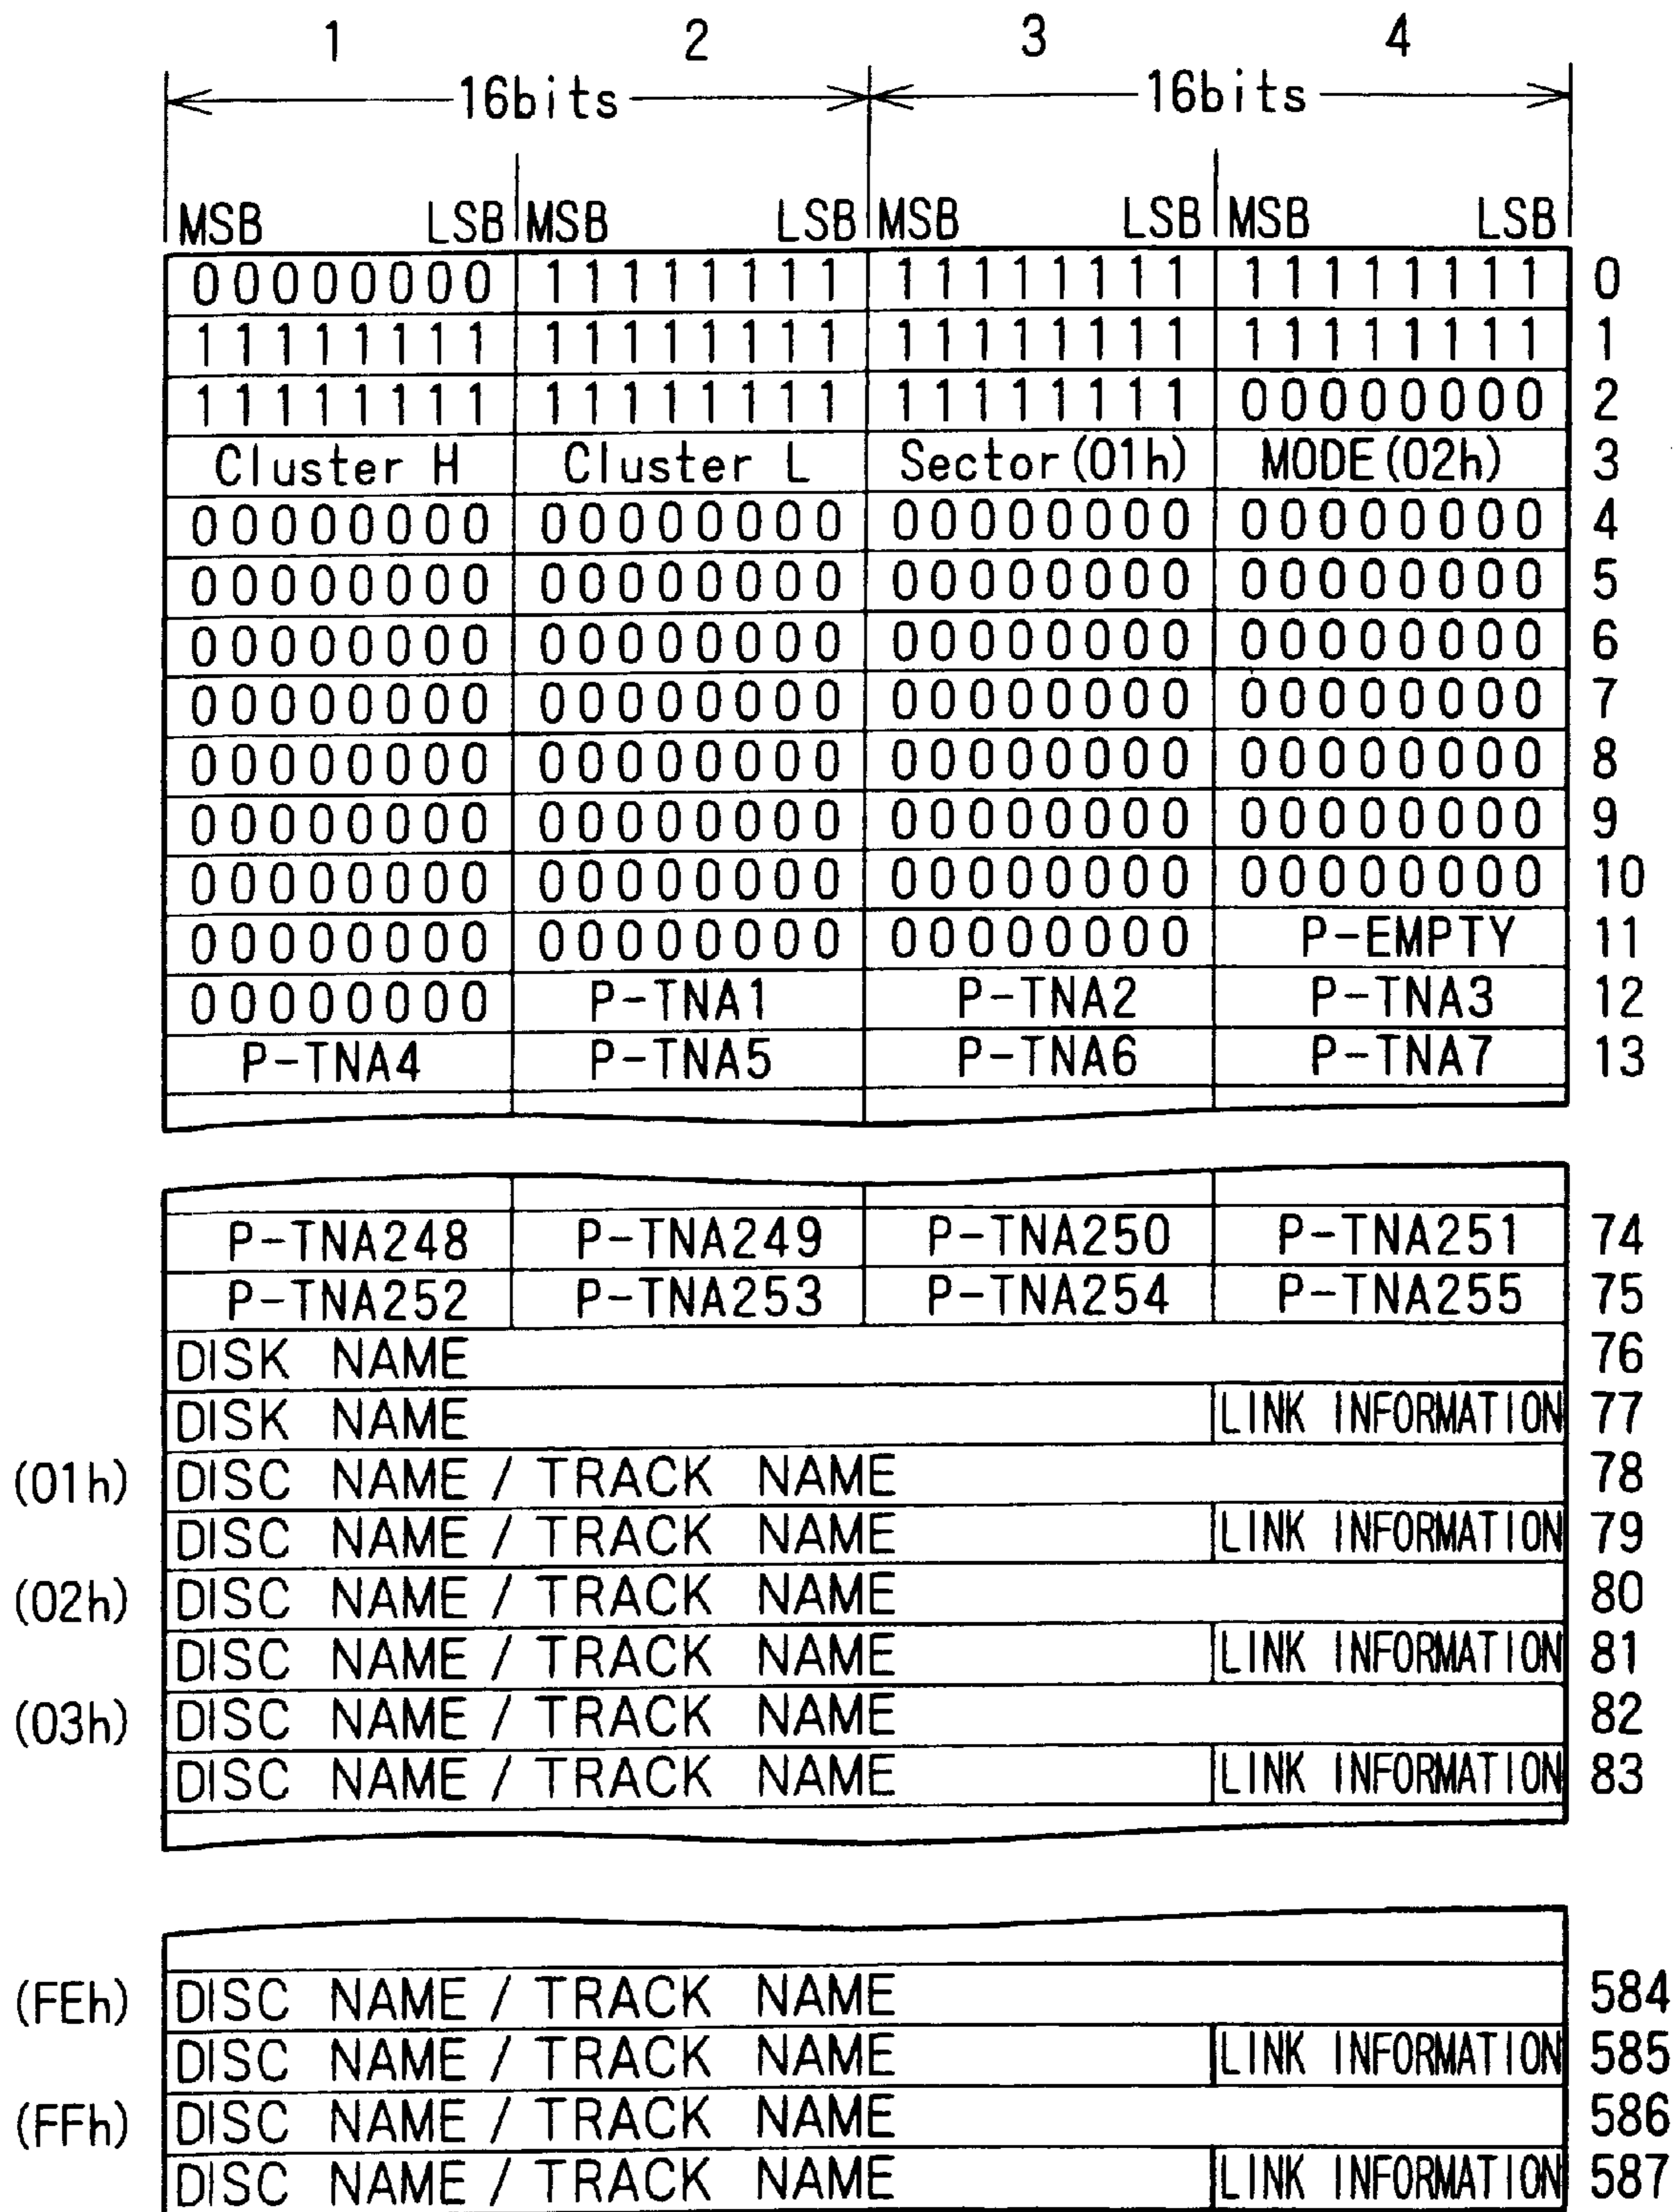 1 2 3 4
16bits 16bits
MSB LSB MSB LSB MSB LSB MSB LSB
00000000 11111111 11111111 11111111 0
11111111 11111111 11111111 11111111 1
11111111 11111111 11111111 00000000 2
Cluster H Cluster L Sector(01h) MODE(02h) 3
00000000 00000000 00000000 00000000 4
00000000 00000000 00000000 00000000 5
00000000 00000000 00000000 00000000 6
00000000 00000000 00000000 00000000 7
00000000 00000000 00000000 00000000 8
00000000 00000000 00000000 00000000 9
00000000 00000000 00000000 00000000 10
00000000 00000000 00000000 P-EMPTY 11
00000000 P-TNA1 P-TNA2 P-TNA3 12
P-TNA4 P-TNA5 P-TNA6 P-TNA7 13
P-TNA248 P-TNA249 P-TNA250 P-TNA251 74
P-TNA252 P-TNA253 P-TNA254 P-TNA255 75
DISK NAME 76
DISK NAME LINK INFORMATION 77
(01h) DISC NAME / TRACK NAME 78
DISC NAME / TRACK NAME LINK INFORMATION 79
(02h) DISC NAME / TRACK NAME 80
DISC NAME / TRACK NAME LINK INFORMATION 81
(03h) DISC NAME / TRACK NAME 82
DISC NAME / TRACK NAME LINK INFORMATION 83
(FEh) DISC NAME / TRACK NAME 584
DISC NAME / TRACK NAME LINK INFORMATION 585
(FFh) DISC NAME / TRACK NAME 586
DISC NAME / TRACK NAME LINK INFORMATION 587